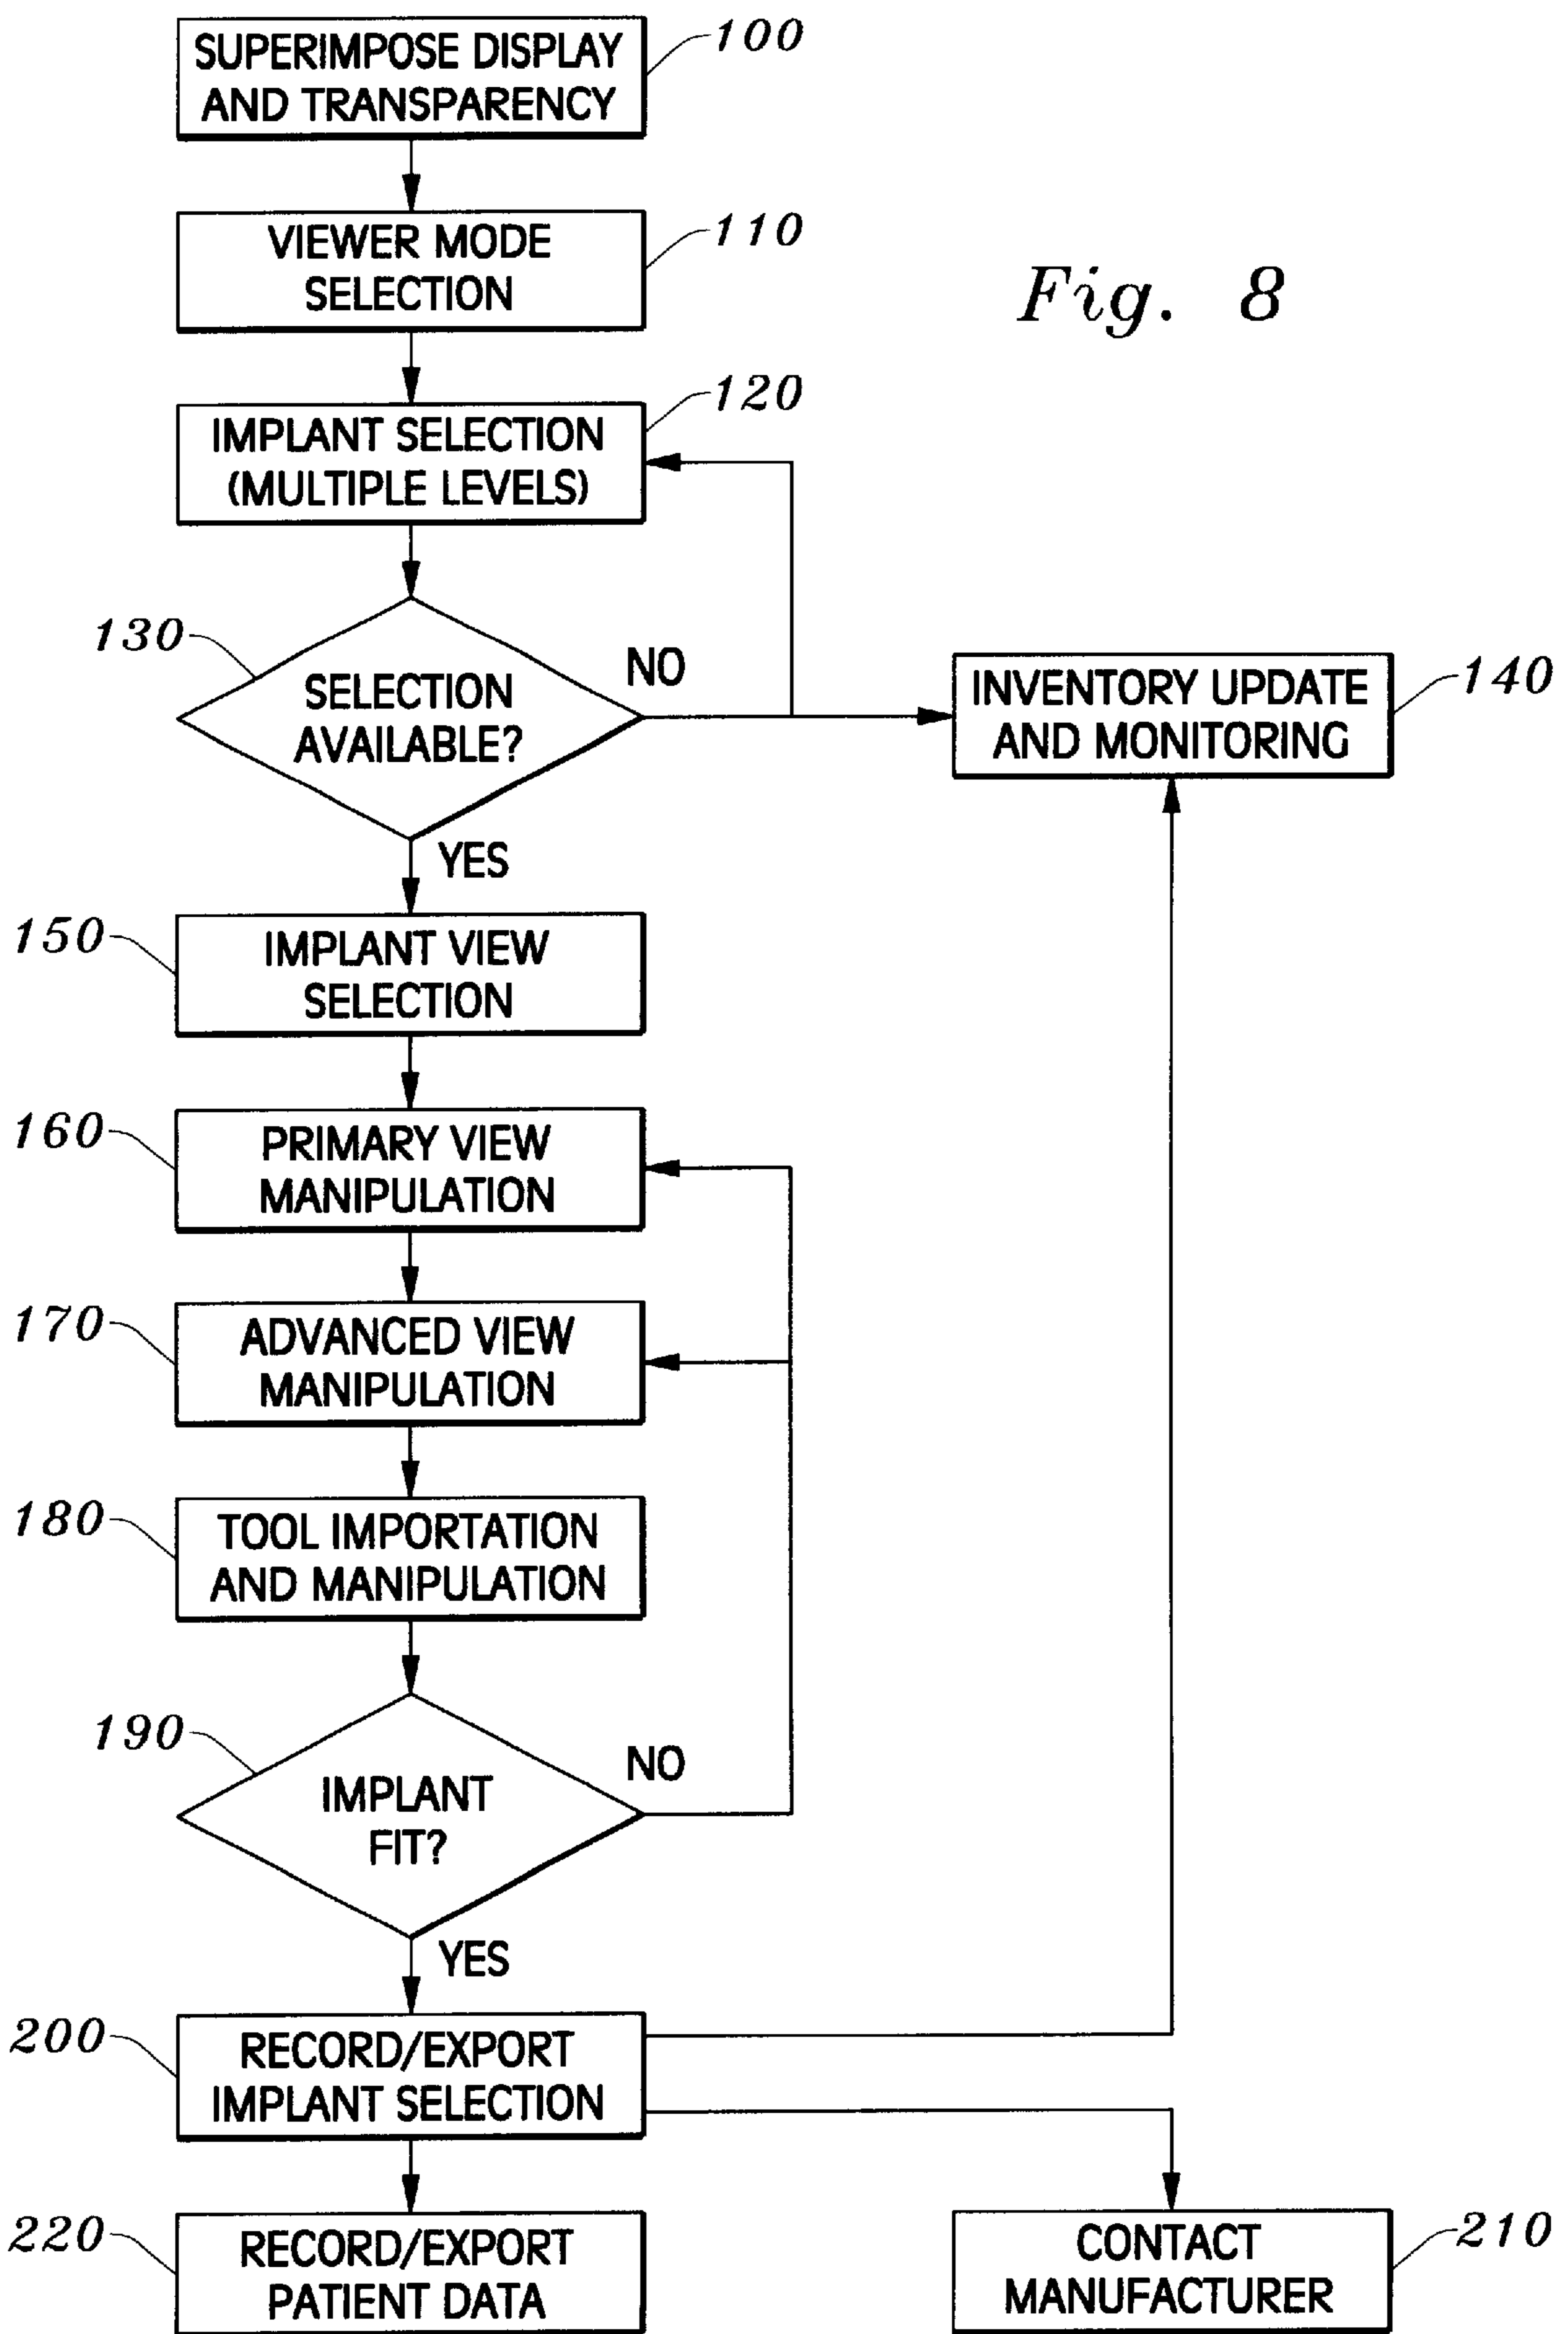 SUPERIMPOSE DISPLAY
AND TRANSPARENCY
100
VIEWER MODE
SELECTION
110
Fig. 8
IMPLANT SELECTION
(MULTIPLE LEVELS)
120
130
SELECTION
AVAILABLE?
NO
YES
INVENTORY UPDATE
AND MONITORING
140
150
IMPLANT VIEW
SELECTION
160
PRIMARY VIEW
MANIPULATION
170
ADVANCED VIEW
MANIPULATION
180
TOOL IMPORTATION
AND MANIPULATION
190
IMPLANT
FIT?
NO
YES
200
RECORD/EXPORT
IMPLANT SELECTION
220
RECORD/EXPORT
PATIENT DATA
CONTACT
MANUFACTURER
210